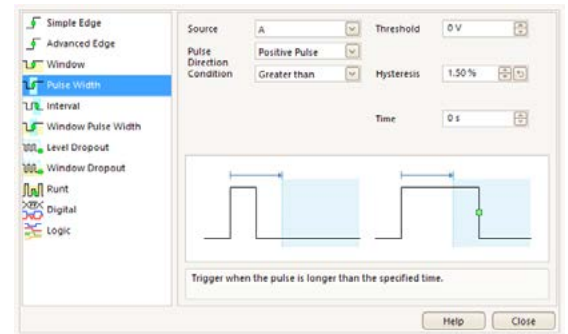 Simple Edge
Advanced Edge
Window
Pulse Width
Interval
Window Pulse Width
Level Dropout
Window Dropout
Runt
Digital
Logic
Source A Threshold 0 V
Pulse Direction Positive Pulse
Condition Greater than Hysteresis 1.50 %
Time 0 s
Trigger when the pulse is longer than the specified time.
Help Close